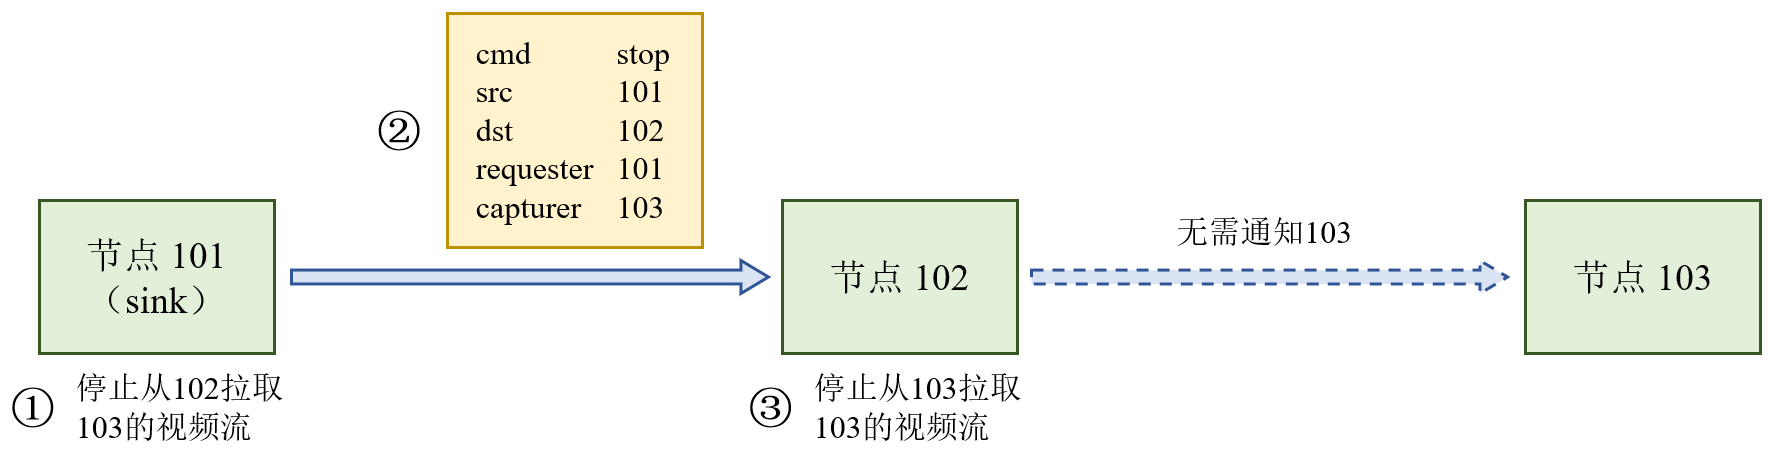 ②
cmd stop
src 101
dst 102
requester 101
capturer 103
节点 101
（sink）
节点 102
无需通知103
节点 103
① 停止从102拉取
103的视频流
③ 停止从103拉取
103的视频流